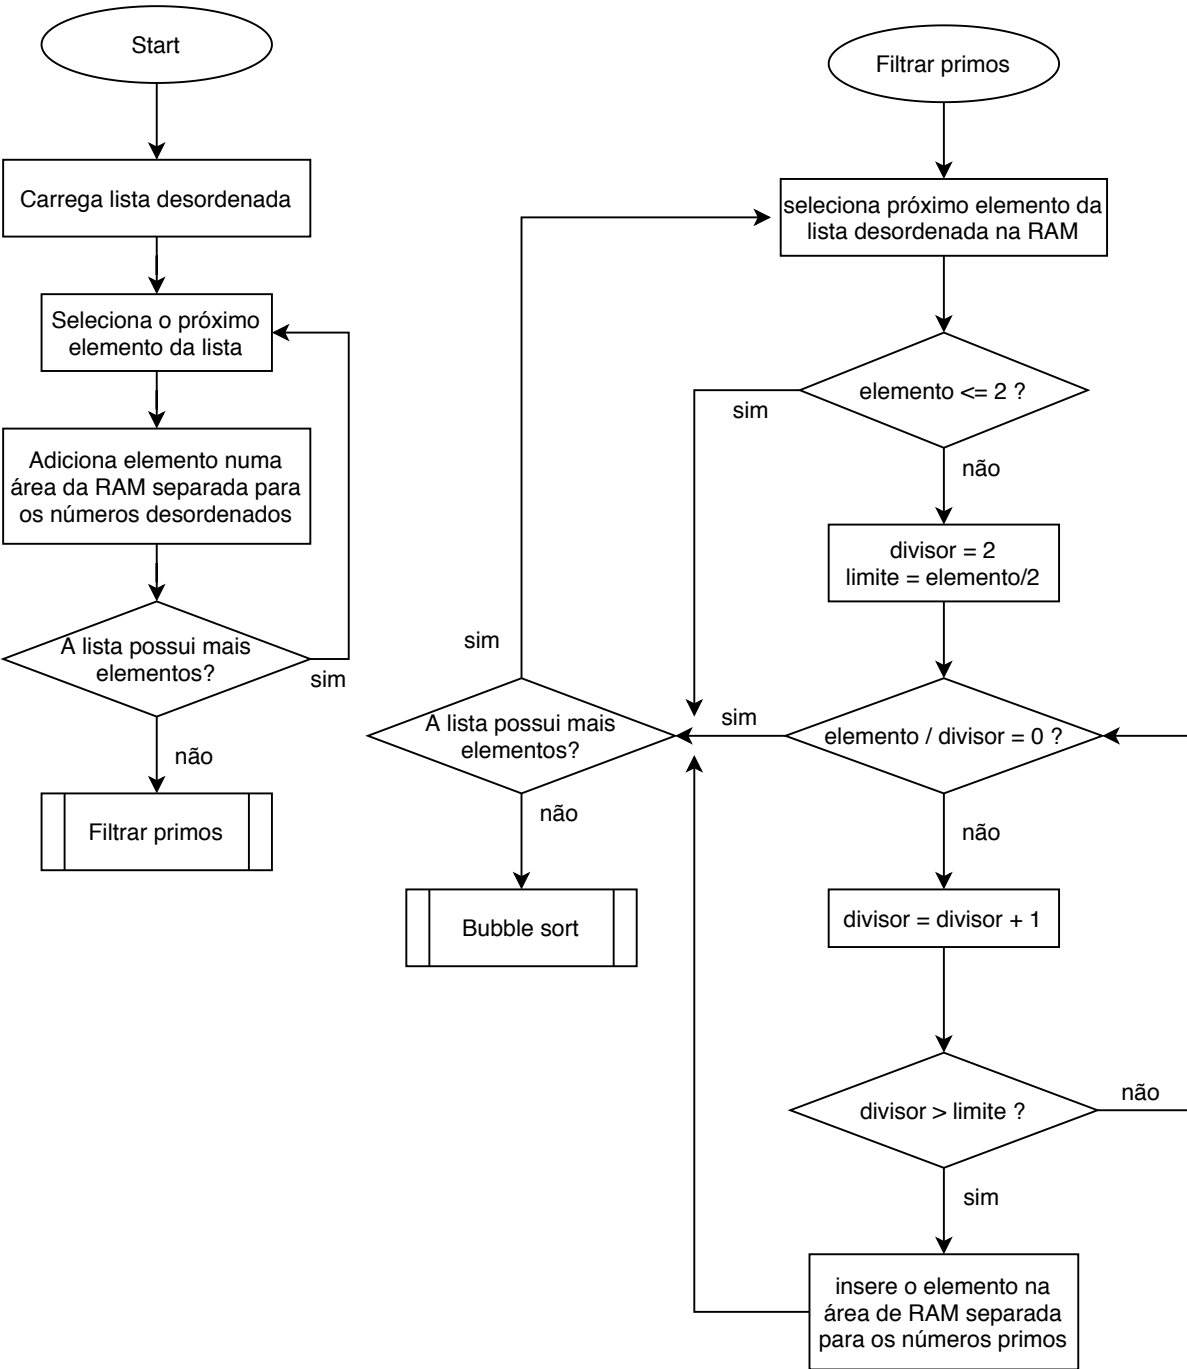 Start
Carrega lista desordenada
Seleciona o próximo
elemento da lista
Adiciona elemento numa
área da RAM separada para
os números desordenados
A lista possui mais
elementos?
sim
não
Filtrar primos
Filtrar primos
seleciona próximo elemento da
lista desordenada na RAM
elemento <= 2 ?
sim
não
divisor = 2
limite = elemento/2
elemento / divisor = 0 ?
sim
não
A lista possui mais
elementos?
sim
não
Bubble sort
divisor = divisor + 1
divisor > limite ?
não
sim
insere o elemento na
área de RAM separada
para os números primos